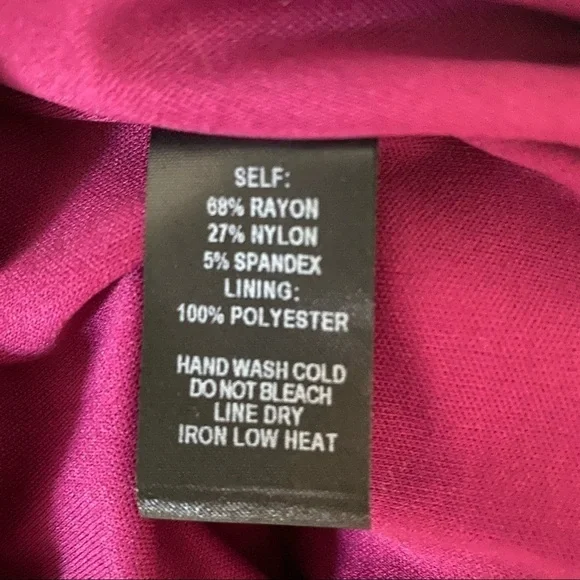 SELF:
68% RAYON
27% NYLON
5% SPANDEX
LINING:
100% POLYESTER
HAND WASH COLD
DO NOT BLEACH
LINE DRY
IRON LOW HEAT